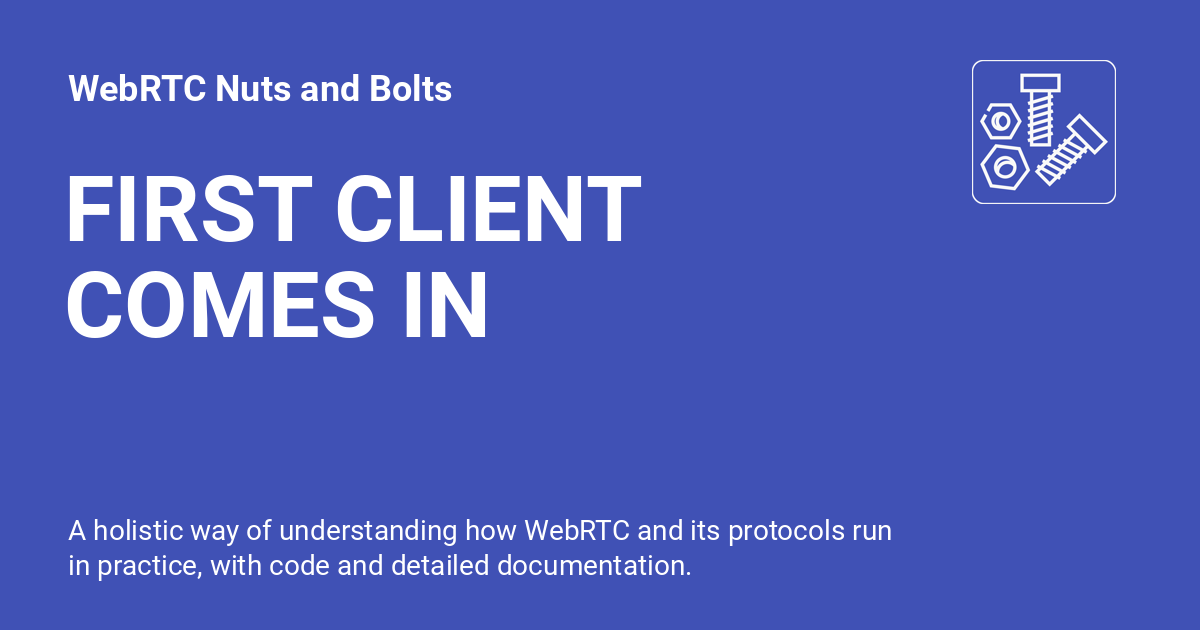 WebRTC Nuts and Bolts
FIRST CLIENT
COMES IN
A holistic way of understanding how WebRTC and its protocols run
in practice, with code and detailed documentation.